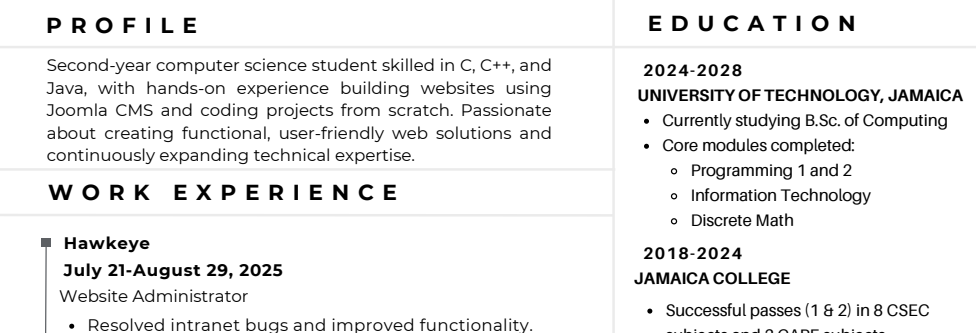 PROFILE
Second-year computer science student skilled in C, C++, and
Java, with hands-on experience building websites using
Joomla CMS and coding projects from scratch. Passionate
about creating functional, user-friendly web solutions and
continuously expanding technical expertise.
WORK EXPERIENCE
Hawkeye
July 21-August 29, 2025
Website Administrator
• Resolved intranet bugs and improved functionality.
EDUCATION
2024-2028
UNIVERSITY OF TECHNOLOGY, JAMAICA
• Currently studying B.Sc. of Computing
• Core modules completed:
◦ Programming 1 and 2
◦ Information Technology
◦ Discrete Math
2018-2024
JAMAICA COLLEGE
• Successful passes (1 & 2) in 8 CSEC